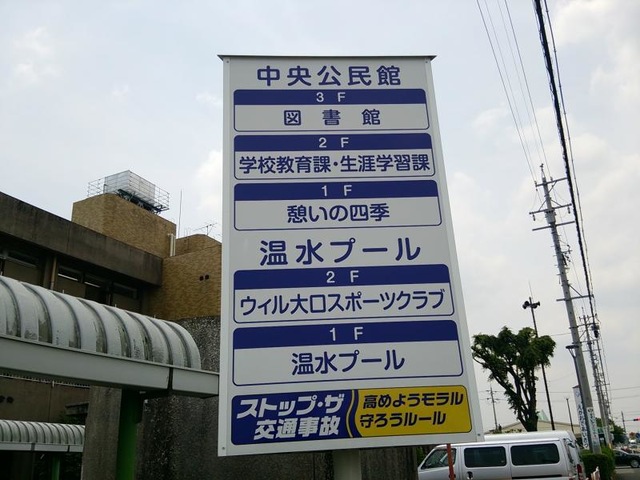 中央公民館
3F
図書館
2F
学校教育課・生涯学習課
1F
憩いの四季
温水プール
2F
ウィル大口スポーツクラブ
1F
温水プール
ストップ・ザ
交通事故
高めようモラル
守ろうルール